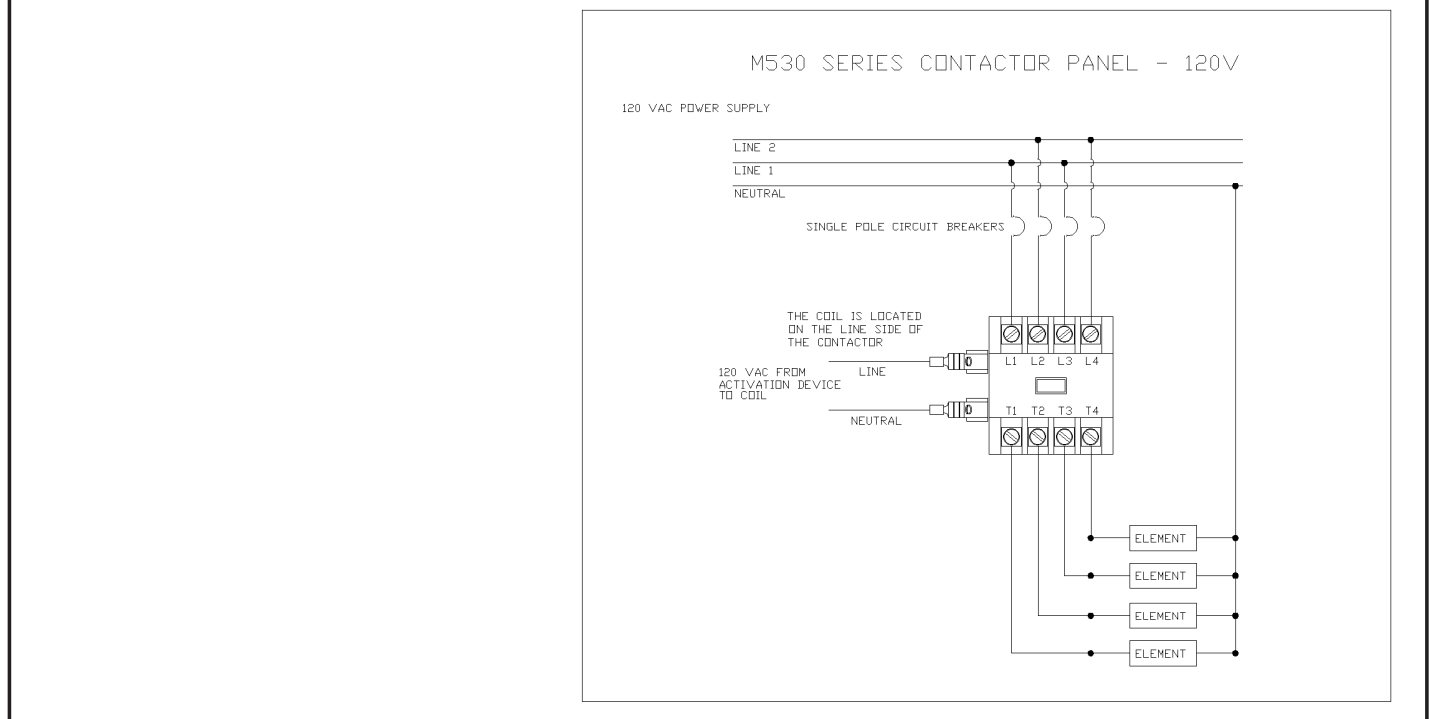 M530 SERIES CONTACTOR PANEL - 120V
120 VAC POWER SUPPLY
LINE 2
LINE 1
NEUTRAL
SINGLE POLE CIRCUIT BREAKERS
THE COIL IS LOCATED
ON THE LINE SIDE OF
THE CONTACTOR
L1 L2 L3 L4
LINE
120 VAC FROM
ACTIVATION DEVICE
TO COIL
T1 T2 T3 T4
NEUTRAL
ELEMENT
ELEMENT
ELEMENT
ELEMENT